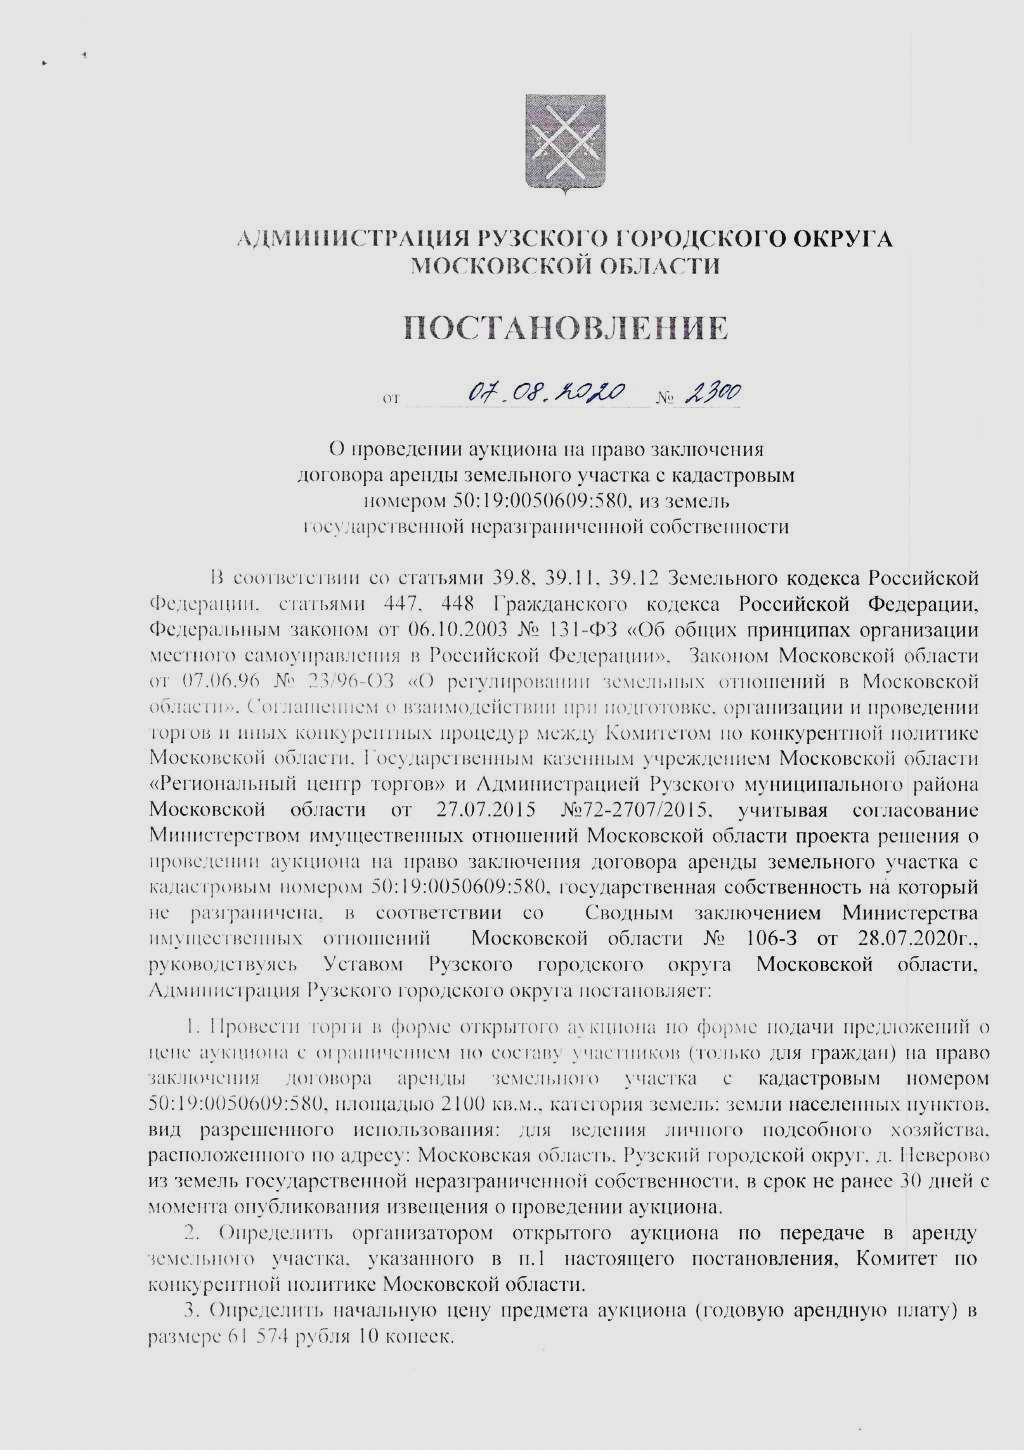 АДМИНИСТРАЦИЯ РУЗСКОГО ГОРОДСКОГО ОКРУГА
МОСКОВСКОЙ ОБЛАСТИ
ПОСТАНОВЛЕНИЕ
от 07.08.2020 № 2300
О проведении аукциона на право заключения
договора аренды земельного участка с кадастровым
номером 50:19:0050609:580, из земель
государственной неразграниченной собственности
В соответствии со статьями 39.8, 39.11, 39.12 Земельного кодекса Российской
Федерации, статьями 447, 448 Гражданского кодекса Российской Федерации,
Федеральным законом от 06.10.2003 № 131-ФЗ «Об общих принципах организации
местного самоуправления в Российской Федерации», Законом Московской области
от 07.06.96 № 23/96-ОЗ «О регулировании земельных отношений в Московской
области», Соглашением о взаимодействии при подготовке, организации и проведении
торгов и иных конкурентных процедур между Комитетом по конкурентной политике
Московской области, Государственным казенным учреждением Московской области
«Региональный центр торгов» и Администрацией Рузского муниципального района
Московской области от 27.07.2015 №72-2707/2015, учитывая согласование
Министерством имущественных отношений Московской области проекта решения о
проведении аукциона на право заключения договора аренды земельного участка с
кадастровым номером 50:19:0050609:580, государственная собственность на который
не разграничена, в соответствии со Сводным заключением Министерства
имущественных отношений Московской области № 106-З от 28.07.2020г.,
руководствуясь Уставом Рузского городского округа Московской области,
Администрация Рузского городского округа постановляет:
1. Провести торги в форме открытого аукциона по форме подачи предложений о
цене аукциона с ограничением по составу участников (только для граждан) на право
заключения договора аренды земельного участка с кадастровым номером
50:19:0050609:580, площадью 2100 кв.м., категория земель: земли населенных пунктов,
вид разрешенного использования: для ведения личного подсобного хозяйства,
расположенного по адресу: Московская область, Рузский городской округ, д. Неверово
из земель государственной неразграниченной собственности, в срок не ранее 30 дней с
момента опубликования извещения о проведении аукциона.
2. Определить организатором открытого аукциона по передаче в аренду
земельного участка, указанного в п.1 настоящего постановления, Комитет по
конкурентной политике Московской области.
3. Определить начальную цену предмета аукциона (годовую арендную плату) в
размере 61 574 рубля 10 копеек.